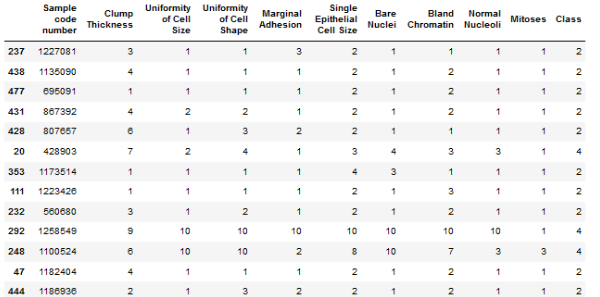 Sample code number Clump Thickness Uniformity of Cell Size Uniformity of Cell Shape Marginal Adhesion Single Epithelial Cell Size Bare Nuclei Bland Chromatin Normal Nucleoli Mitoses Class
237 1227081 3 1 1 3 2 1 1 1 1 2
438 1135090 4 1 1 1 2 1 2 1 1 2
477 695091 1 1 1 1 2 1 1 1 1 2
431 867392 4 2 2 1 2 1 2 1 1 2
428 807657 6 1 3 2 2 1 1 1 1 2
20 428903 7 2 4 1 3 4 3 3 1 4
353 1173514 1 1 1 1 4 3 1 1 1 2
111 1223426 1 1 1 1 2 1 3 1 1 2
232 560680 3 1 2 1 2 1 2 1 1 2
292 1258549 9 10 10 10 10 10 10 10 1 4
248 1100524 6 10 10 2 8 10 7 3 3 4
47 1182404 4 1 1 1 2 1 2 1 1 2
444 1186936 2 1 3 2 2 1 2 1 1 2